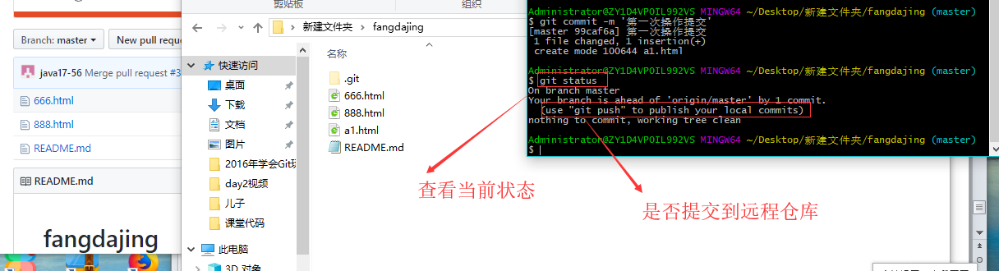 剪贴板
组织
Branch: master
New pull reque
java17-56 Merge pull request #3
666.html
888.html
README.md
README.md
fangdajing
新建文件夹
fangdajing
快速访问
桌面
下载
文档
图片
2016年学会Git玩
day2视频
儿子
课堂代码
此电脑
3D 对象
名称
.git
666.html
888.html
a1.html
README.md
Administrator@ZY1D4VPOIL992VS MINGW64 ~/Desktop/新建文件夹/fangdajing (master)
$ git commit -m '第一次操作提交'
[master 99caf6a] 第一次操作提交
1 file changed, 1 insertion(+)
create mode 100644 a1.html
Administrator@ZY1D4VPOIL992VS MINGW64 ~/Desktop/新建文件夹/fangdajing (master)
$ git status
On branch master
Your branch is ahead of 'origin/master' by 1 commit.
(use "git push" to publish your local commits)
nothing to commit, working tree clean
Administrator@ZY1D4VPOIL992VS MINGW64 ~/Desktop/新建文件夹/fangdajing (master)
$
查看当前状态
是否提交到远程仓库